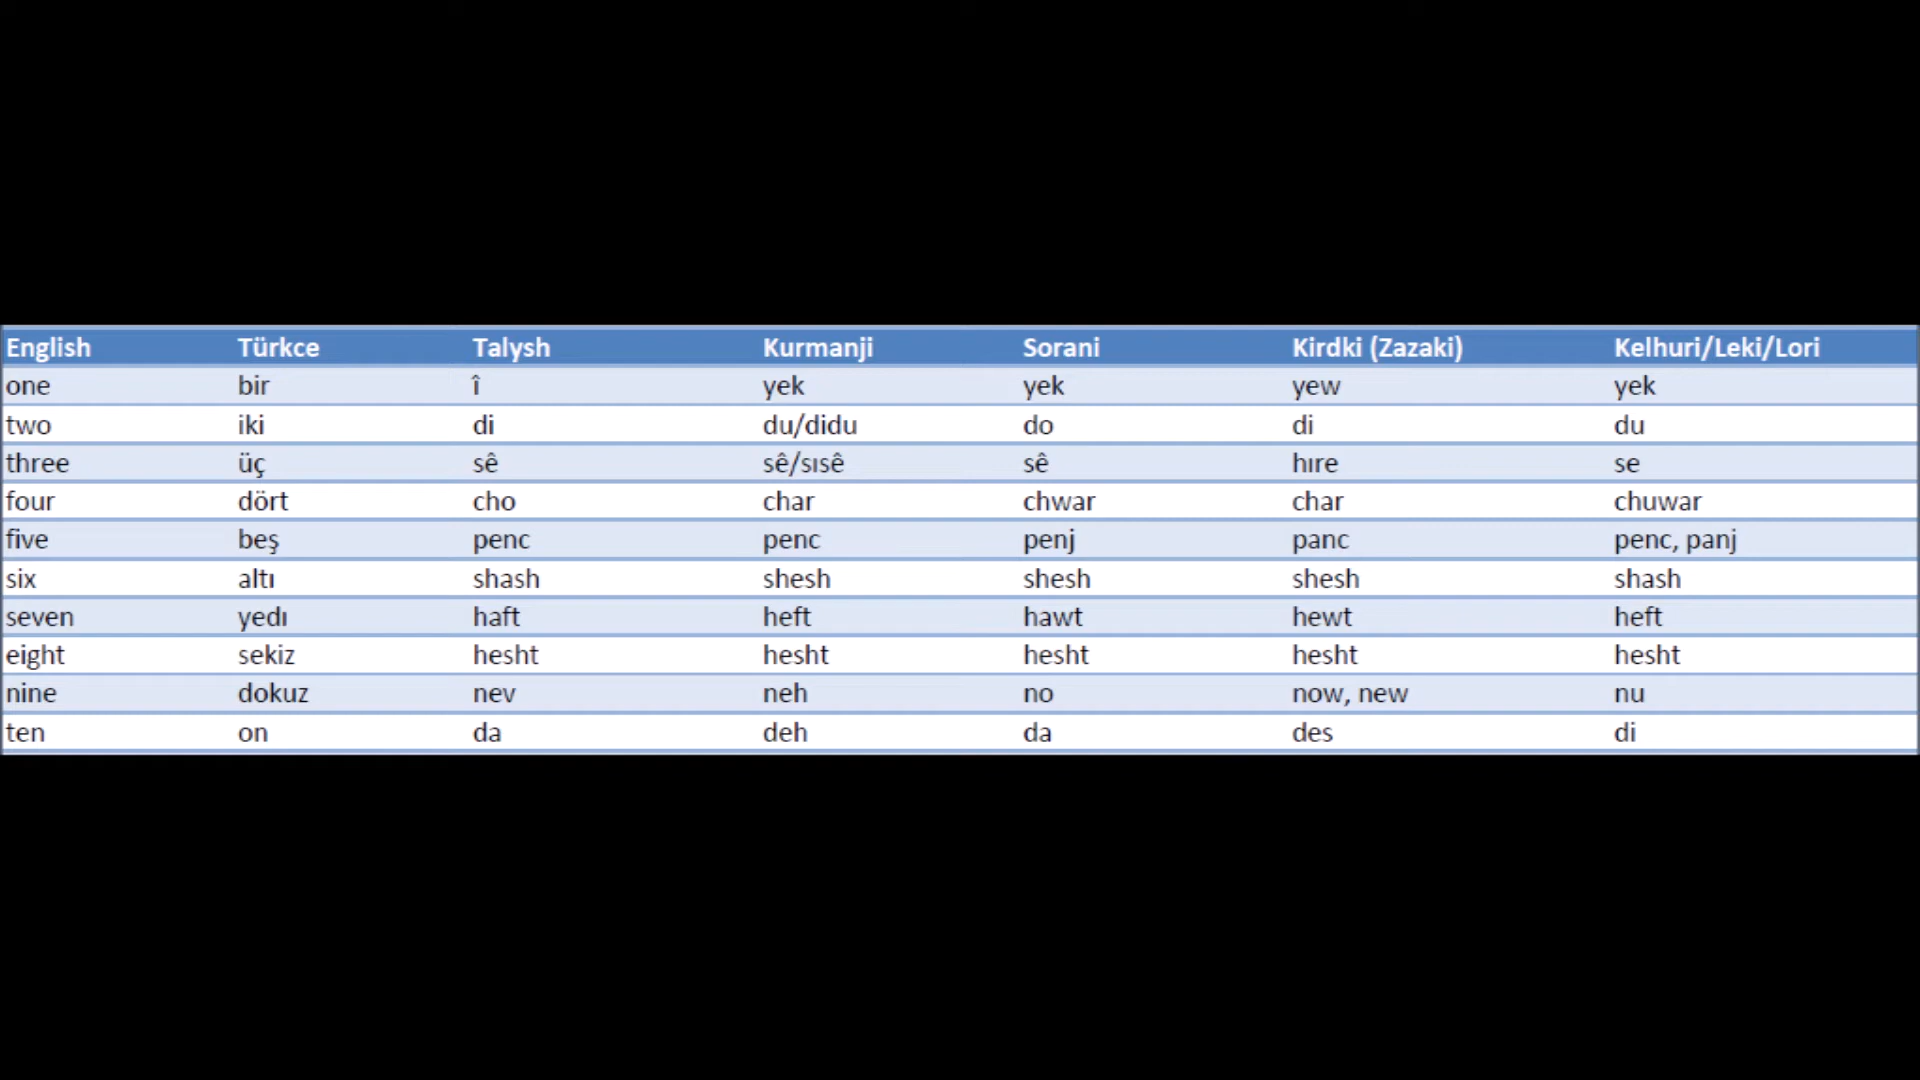 English Türkce Talysh Kurmanji Sorani Kirdki (Zazaki) Kelhuri/Leki/Lori
one bir î yek yek yew yek
two iki di du/didu do di du
three üç sê sê/sısê sê hıre se
four dört cho char chwar char chuwar
five beş penc penc penj panc penc, panj
six altı shash shesh shesh shesh shash
seven yedı haft heft hawt hewt heft
eight sekiz hesht hesht hesht hesht hesht
nine dokuz nev neh no now, new nu
ten on da deh da des di